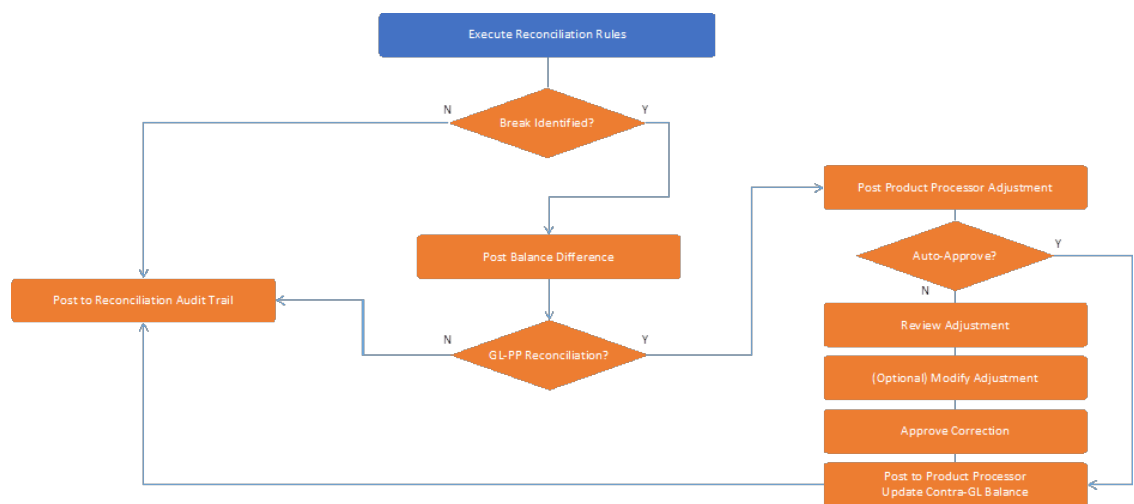 Execute Reconciliation Rules
N
Y
Break Identified?
Post Product Processor Adjustment
Post Balance Difference
Auto-Approve?
Y
N
Post to Reconciliation Audit Trail
Review Adjustment
N
Y
GL-PP Reconciliation?
(Optional) Modify Adjustment
Approve Correction
Post to Product Processor
Update Contra-GL Balance